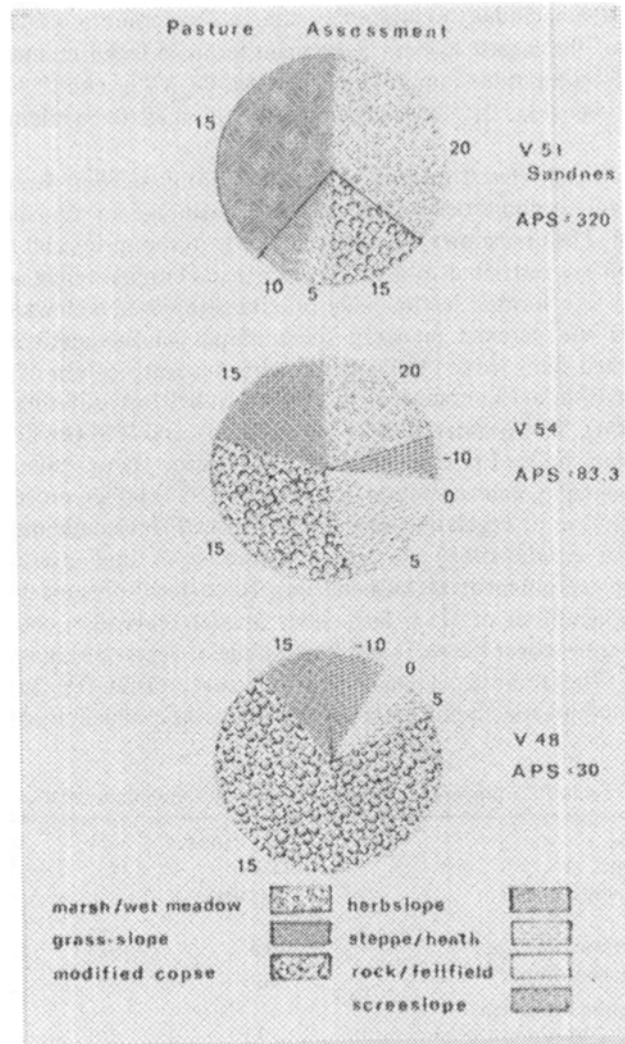 Pasture Assessment
15
20
V 51
Sandnes
APS = 320
10
5
15
15
20
V 54
-10
APS = 83.3
0
15
5
15
-10
0
5
V 48
APS = 30
15
marsh/wet meadow
herbslope
grass-slope
steppe/heath
modified copse
rock/fellfield
screeslope